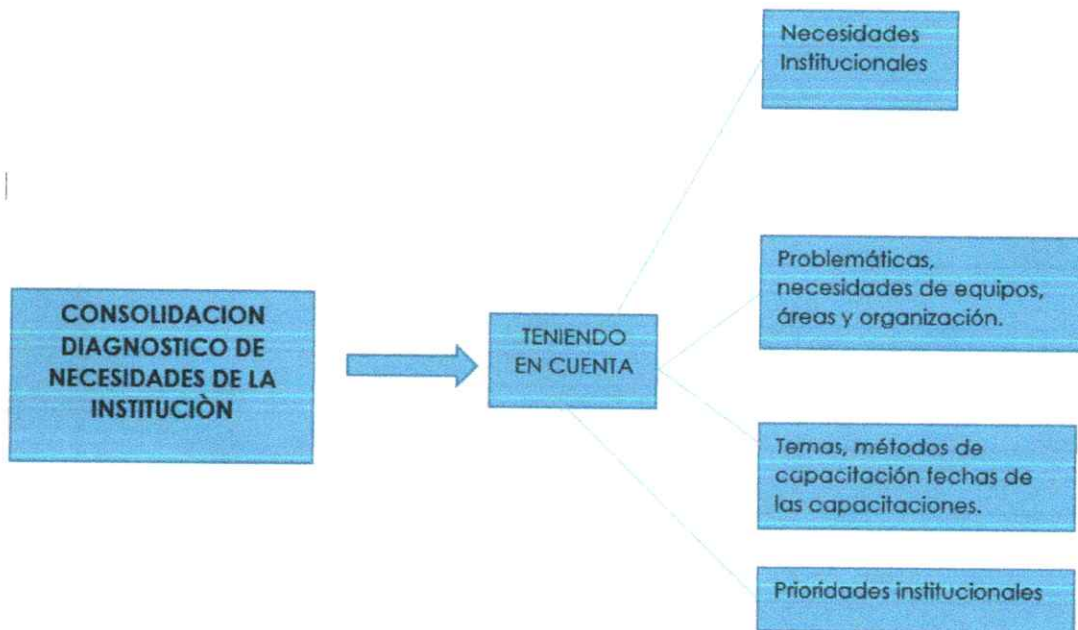 Necesidades
Institucionales
Problemáticas,
necesidades de equipos,
áreas y organización.
CONSOLIDACION
DIAGNOSTICO DE
NECESIDADES DE LA
INSTITUCIÒN
TENIENDO
EN CUENTA
Temas, métodos de
capacitación fechas de
las capacitaciones.
Prioridades institucionales